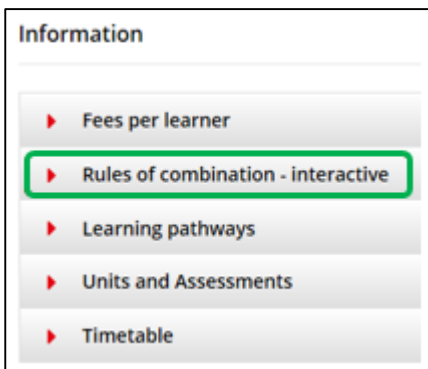 Information
Fees per learner
Rules of combination - interactive
Learning pathways
Units and Assessments
Timetable